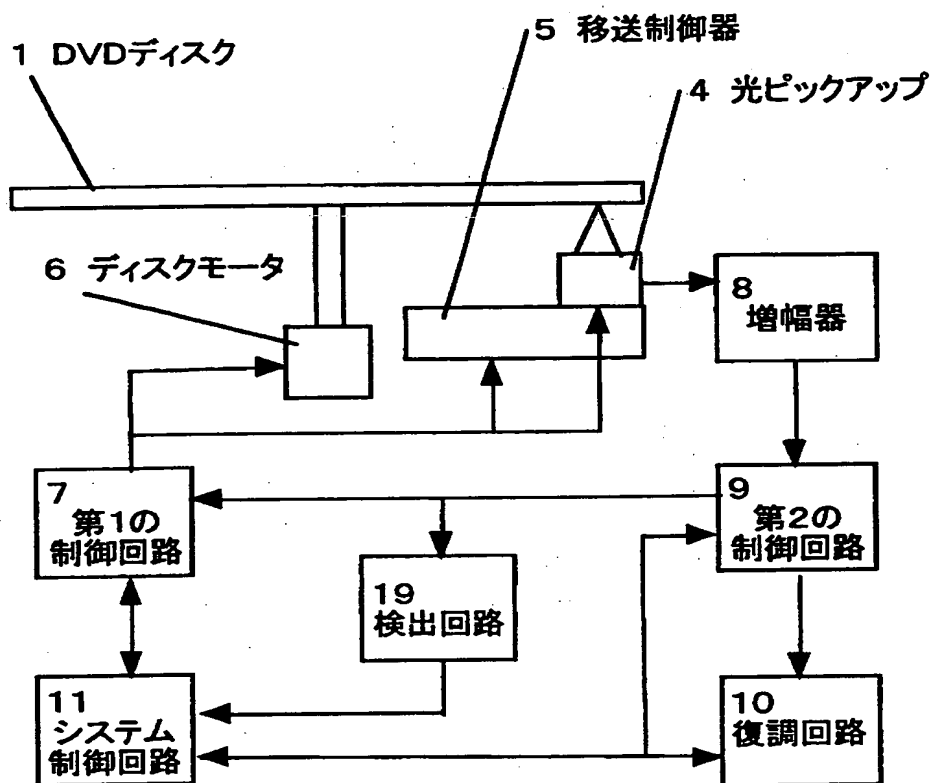 5 移送制御器
1 DVDディスク
4 光ピックアップ
6 ディスクモータ
8
増幅器
7
第1の
制御回路
9
第2の
制御回路
19
検出回路
11
システム
制御回路
10
復調回路